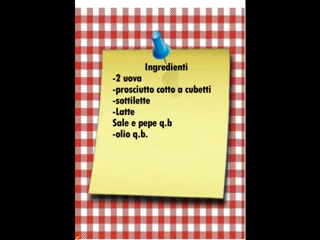 Ingredienti
-2 uova
-prosciutto cotto a cubetti
-sottilette
-Latte
Sale e pepe q.b
-olio q.b.